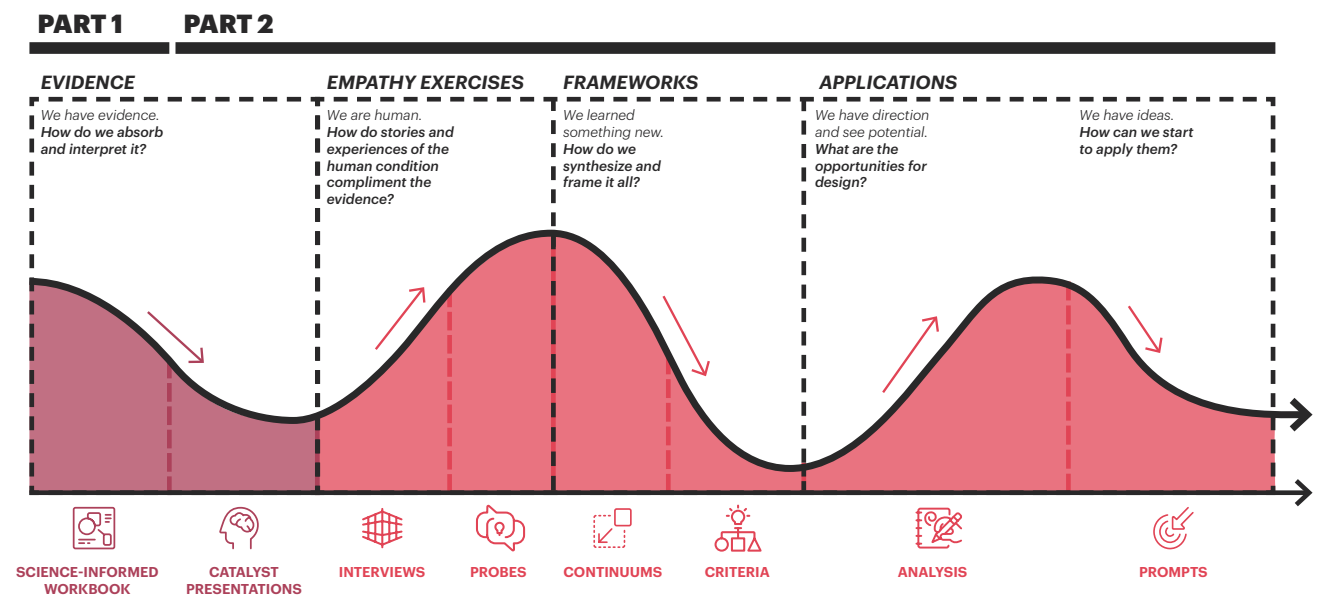 PART 1
PART 2
EVIDENCE
We have evidence.
How do we absorb
and interpret it?
EMPATHY EXERCISES
We are human.
How do stories and
experiences of the
human condition
compliment the
evidence?
FRAMEWORKS
We learned
something new.
How do we
synthesize and
frame it all?
APPLICATIONS
We have direction
and see potential.
What are the
opportunities for
design?
We have ideas.
How can we start
to apply them?
SCIENCE-INFORMED
WORKBOOK
CATALYST
PRESENTATIONS
INTERVIEWS
PROBES
CONTINUUMS
CRITERIA
ANALYSIS
PROMPTS